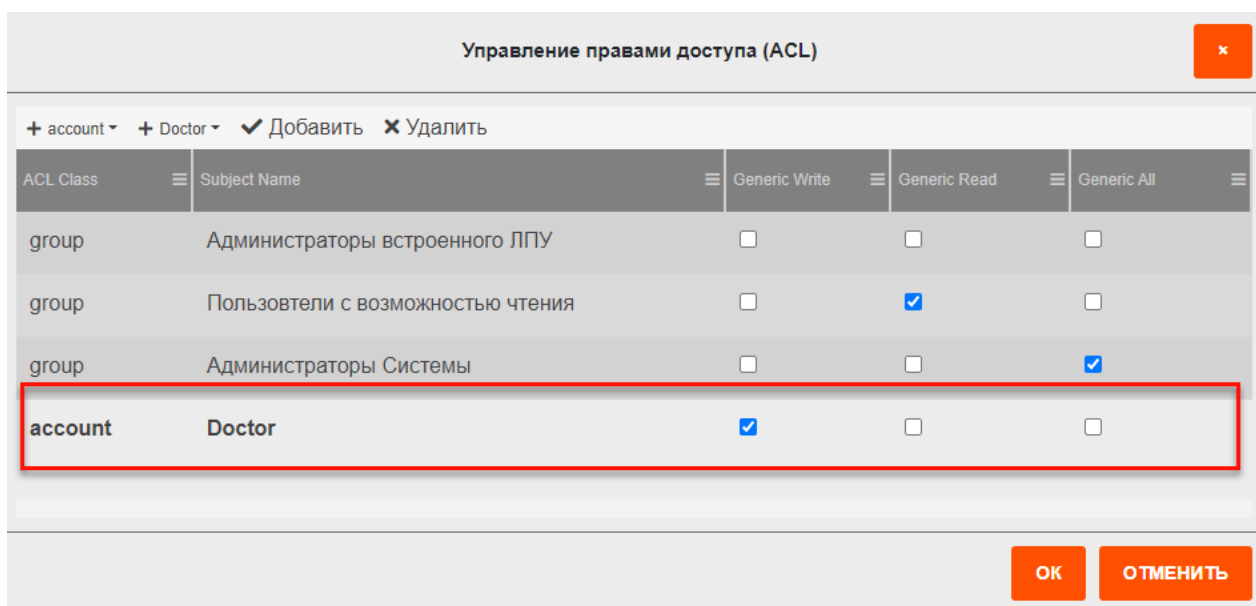 Управление правами доступа (ACL)
+ account + Doctor Добавить Удалить
ACL Class Subject Name Generic Write Generic Read Generic All
group Администраторы встроенного ЛПУ
group Пользовтели с возможностью чтения
group Администраторы Системы
account Doctor
ОК ОТМЕНИТЬ